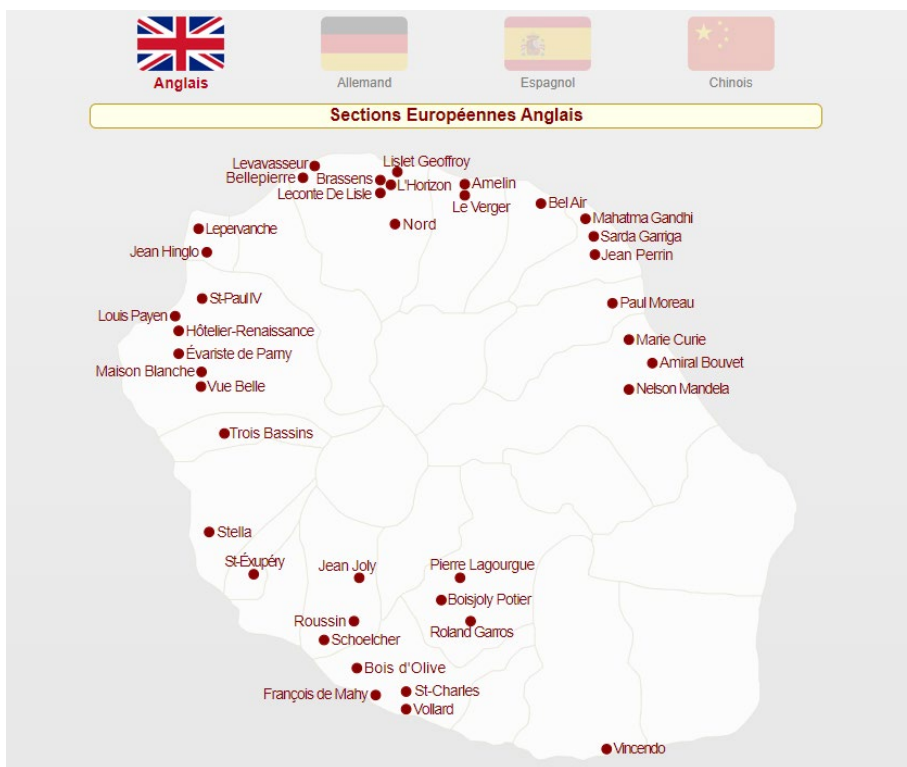 Anglais
Allemand
Espagnol
Chinois
Sections Européennes Anglais
Levavasseur
Bellepierre
Lislet Geoffroy
Brassens
L'Horizon
Leconte De Lisle
Amelin
Le Verger
Bel Air
Nord
Mahatma Gandhi
Sarda Garriga
Jean Perrin
Lepervanche
Jean Hinglo
St-Paul IV
Louis Payen
Hôtelier-Renaissance
Évariste de Parny
Maison Blanche
Vue Belle
Paul Moreau
Marie Curie
Amiral Bouvet
Nelson Mandela
Trois Bassins
Stella
St-Éxupéry
Jean Joly
Pierre Lagourgue
Boisjoly Potier
Roussin
Roland Garros
Schoelcher
Bois d'Olive
François de Mahy
St-Charles
Vollard
Vincendo